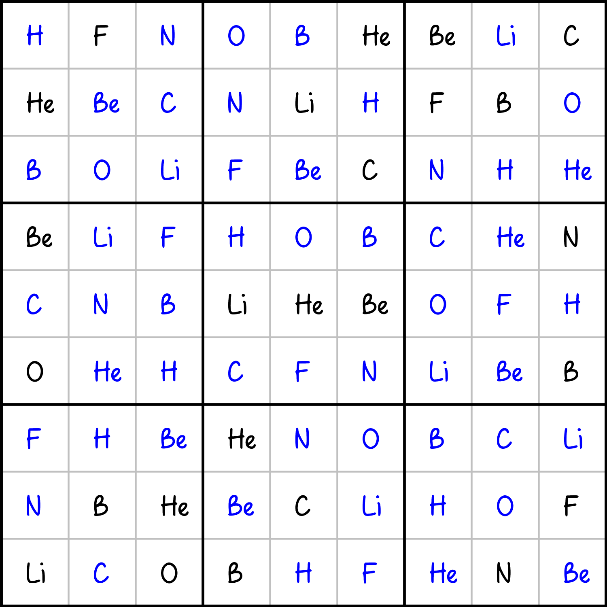 H F N O B He Be Li C
He Be C N Li H F B O
B O Li F Be C N H He
Be Li F H O B C He N
C N B Li He Be O F H
O He H C F N Li Be B
F H Be He N O B C Li
N B He Be C Li H O F
Li C O B H F He N Be